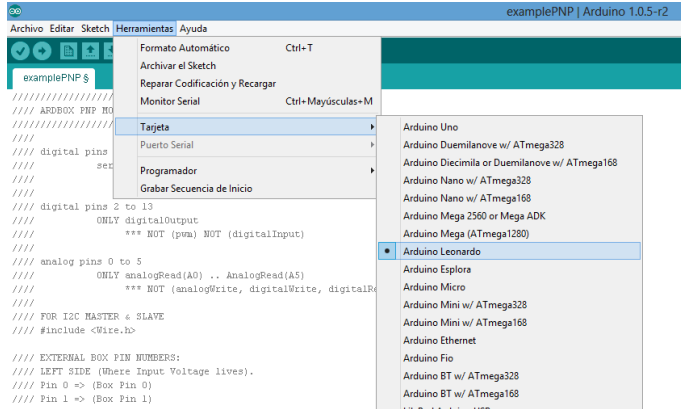 examplePNP | Arduino 1.0.5-r2
Archivo Editar Sketch Herramientas Ayuda
examplePNP §
Formato Automático Ctrl+T
Archivar el Sketch
Reparar Codificación y Recargar
Monitor Serial Ctrl+Mayúsculas+M
Tarjeta
Puerto Serial
Programador
Grabar Secuencia de Inicio
Arduino Uno
Arduino Duemilanove w/ ATmega328
Arduino Diecimila or Duemilanove w/ ATmega168
Arduino Nano w/ ATmega328
Arduino Nano w/ ATmega168
Arduino Mega 2560 or Mega ADK
Arduino Mega (ATmega1280)
Arduino Leonardo
Arduino Esplora
Arduino Micro
Arduino Mini w/ ATmega328
Arduino Mini w/ ATmega168
Arduino Ethernet
Arduino Fio
Arduino BT w/ ATmega328
Arduino BT w/ ATmega168
//////////////////
//// ARDBOX PNP MO
//////////////////
////
//// digital pins
//// ser
////
////
//// digital pins 2 to 13
//// ONLY digitalOutput
//// *** NOT (pwm) NOT (digitalInput)
////
//// analog pins 0 to 5
//// ONLY analogRead(A0) .. AnalogRead(A5)
//// *** NOT (analogWrite, digitalWrite, digitalRe
////
//// FOR I2C MASTER & SLAVE
//// #include <Wire.h>
//// EXTERNAL BOX PIN NUMBERS:
//// LEFT SIDE (Where Input Voltage lives).
//// Pin 0 => (Box Pin 0)
//// Pin 1 => (Box Pin 1)